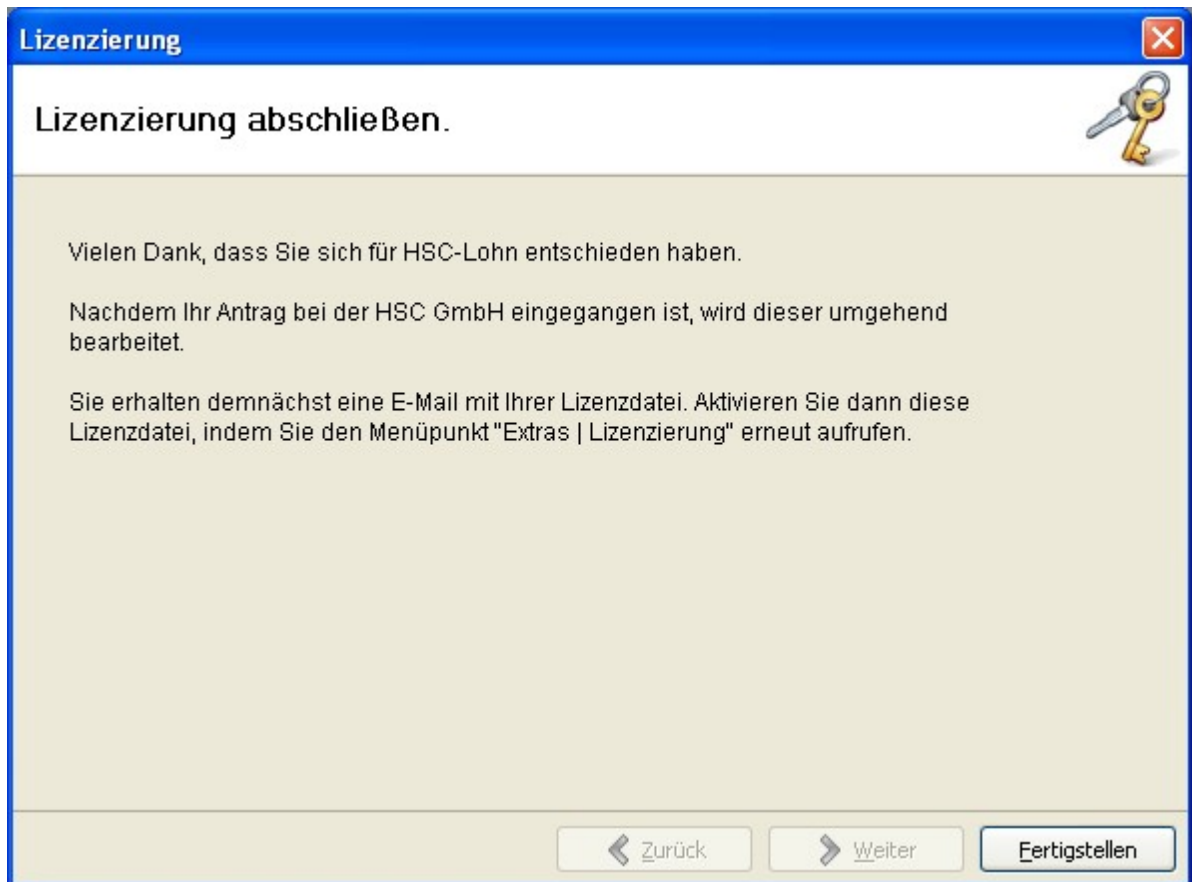 Lizenzierung
Lizenzierung abschließen.
Vielen Dank, dass Sie sich für HSC-Lohn entschieden haben.
Nachdem Ihr Antrag bei der HSC GmbH eingegangen ist, wird dieser umgehend
bearbeitet.
Sie erhalten demnächst eine E-Mail mit Ihrer Lizenzdatei. Aktivieren Sie dann diese
Lizenzdatei, indem Sie den Menüpunkt "Extras | Lizenzierung" erneut aufrufen.
Zurück Weiter Fertigstellen